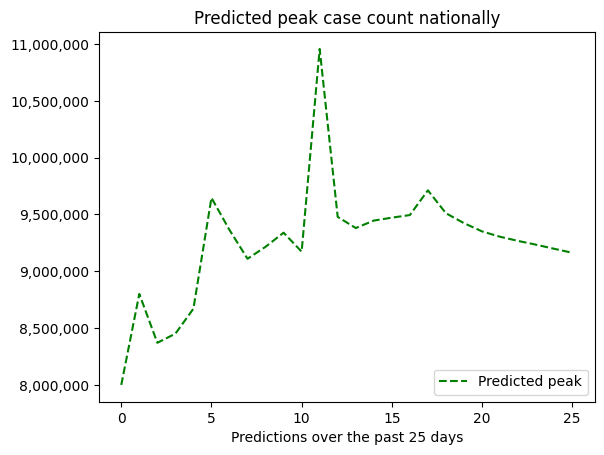 Predicted peak case count nationally
11,000,000
10,500,000
10,000,000
9,500,000
9,000,000
8,500,000
8,000,000
Predicted peak
0 5 10 15 20 25
Predictions over the past 25 days